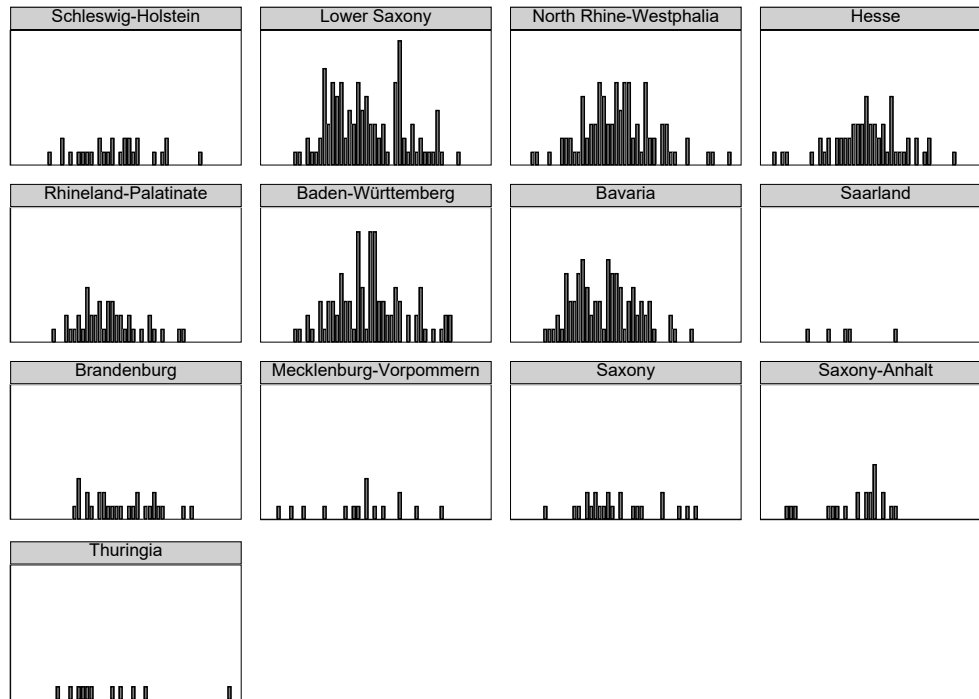 Schleswig-Holstein
Lower Saxony
North Rhine-Westphalia
Hesse
Rhineland-Palatinate
Baden-Württemberg
Bavaria
Saarland
Brandenburg
Mecklenburg-Vorpommern
Saxony
Saxony-Anhalt
Thuringia